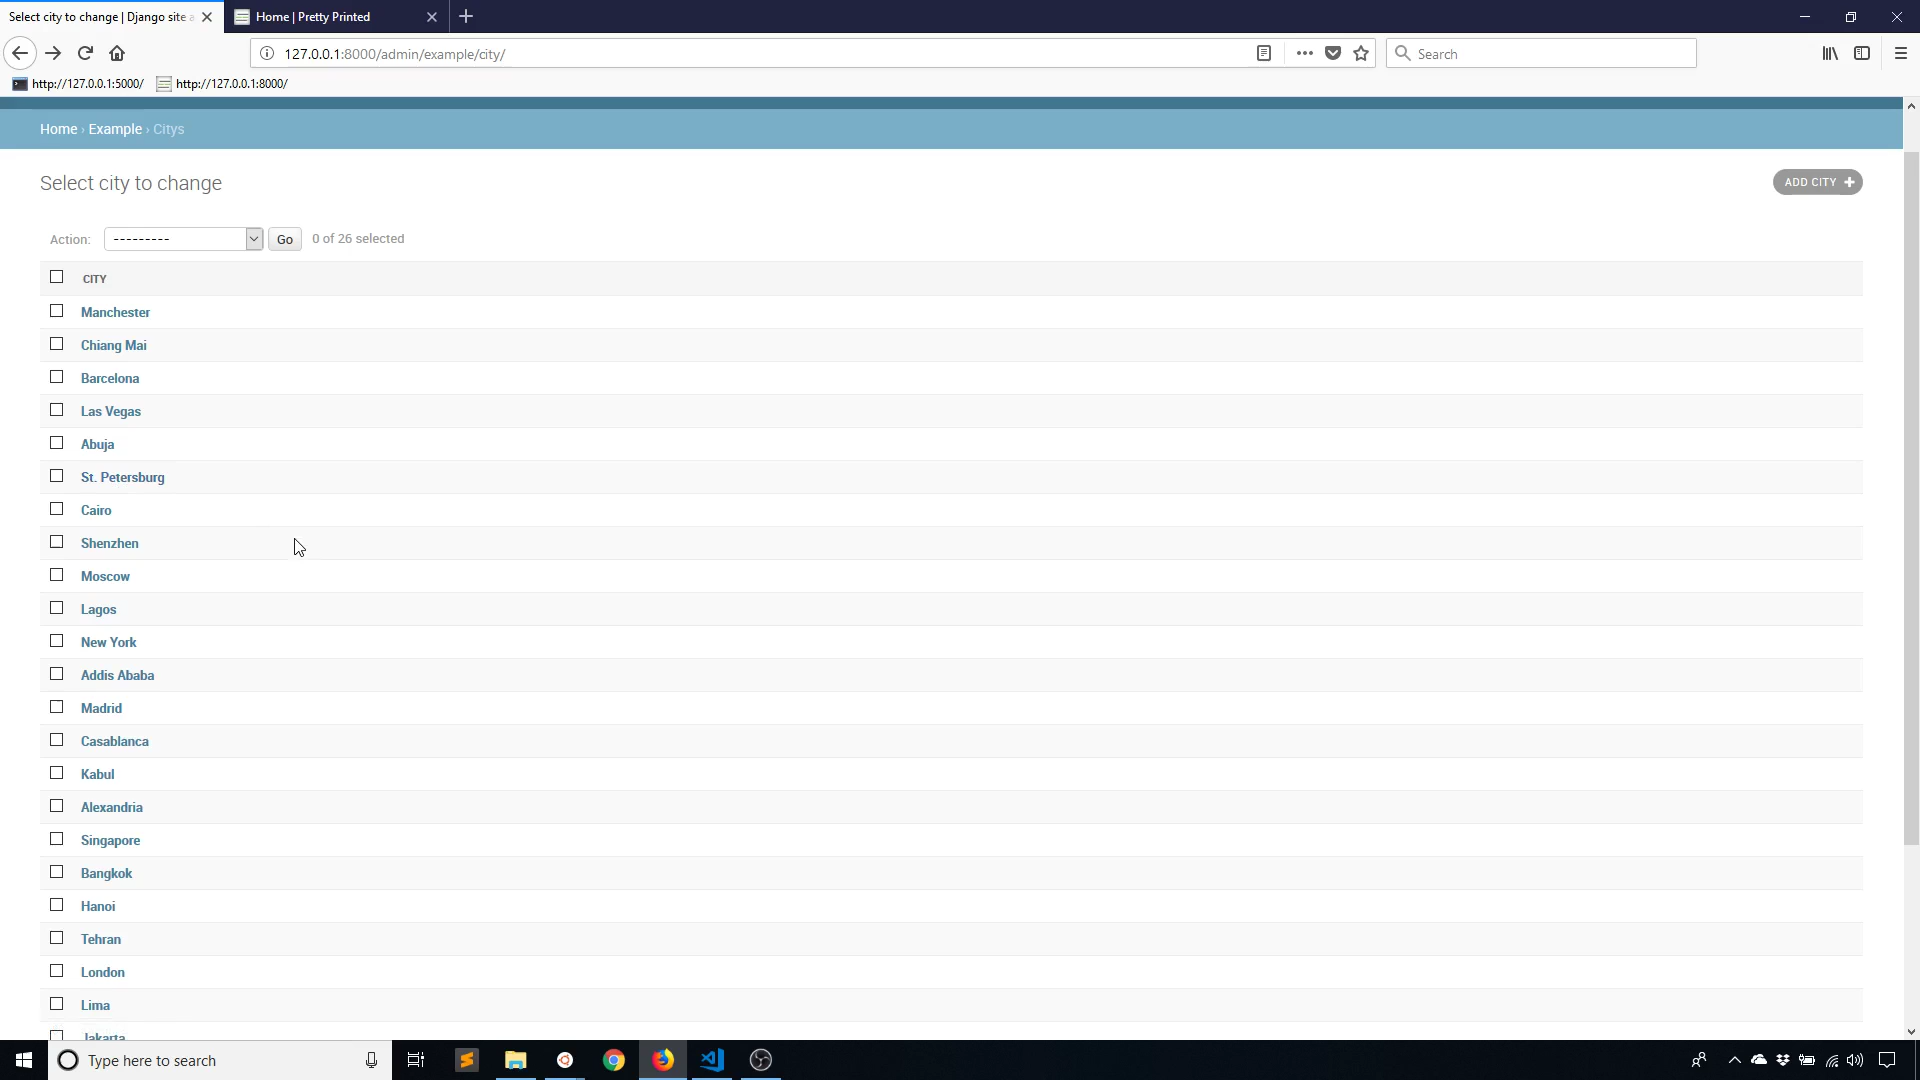 Select city to change | Django site a
Home | Pretty Printed
127.0.0.1:8000/admin/example/city/
Search
http://127.0.0.1:5000/
http://127.0.0.1:8000/
Home › Example › Citys
Select city to change
ADD CITY +
Action:
---------
Go
0 of 26 selected
CITY
Manchester
Chiang Mai
Barcelona
Las Vegas
Abuja
St. Petersburg
Cairo
Shenzhen
Moscow
Lagos
New York
Addis Ababa
Madrid
Casablanca
Kabul
Alexandria
Singapore
Bangkok
Hanoi
Tehran
London
Lima
Jakarta
Type here to search